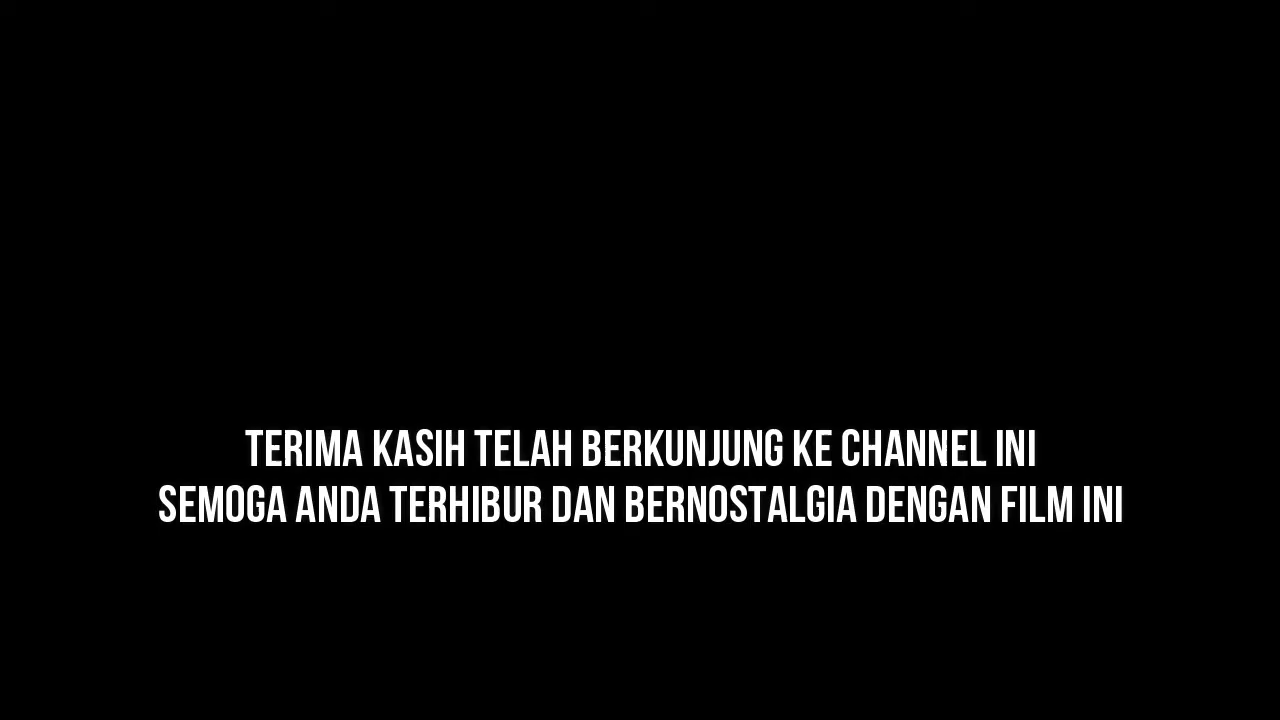 TERIMA KASIH TELAH BERKUNJUNG KE CHANNEL INI
SEMOGA ANDA TERHIBUR DAN BERNOSTALGIA DENGAN FILM INI